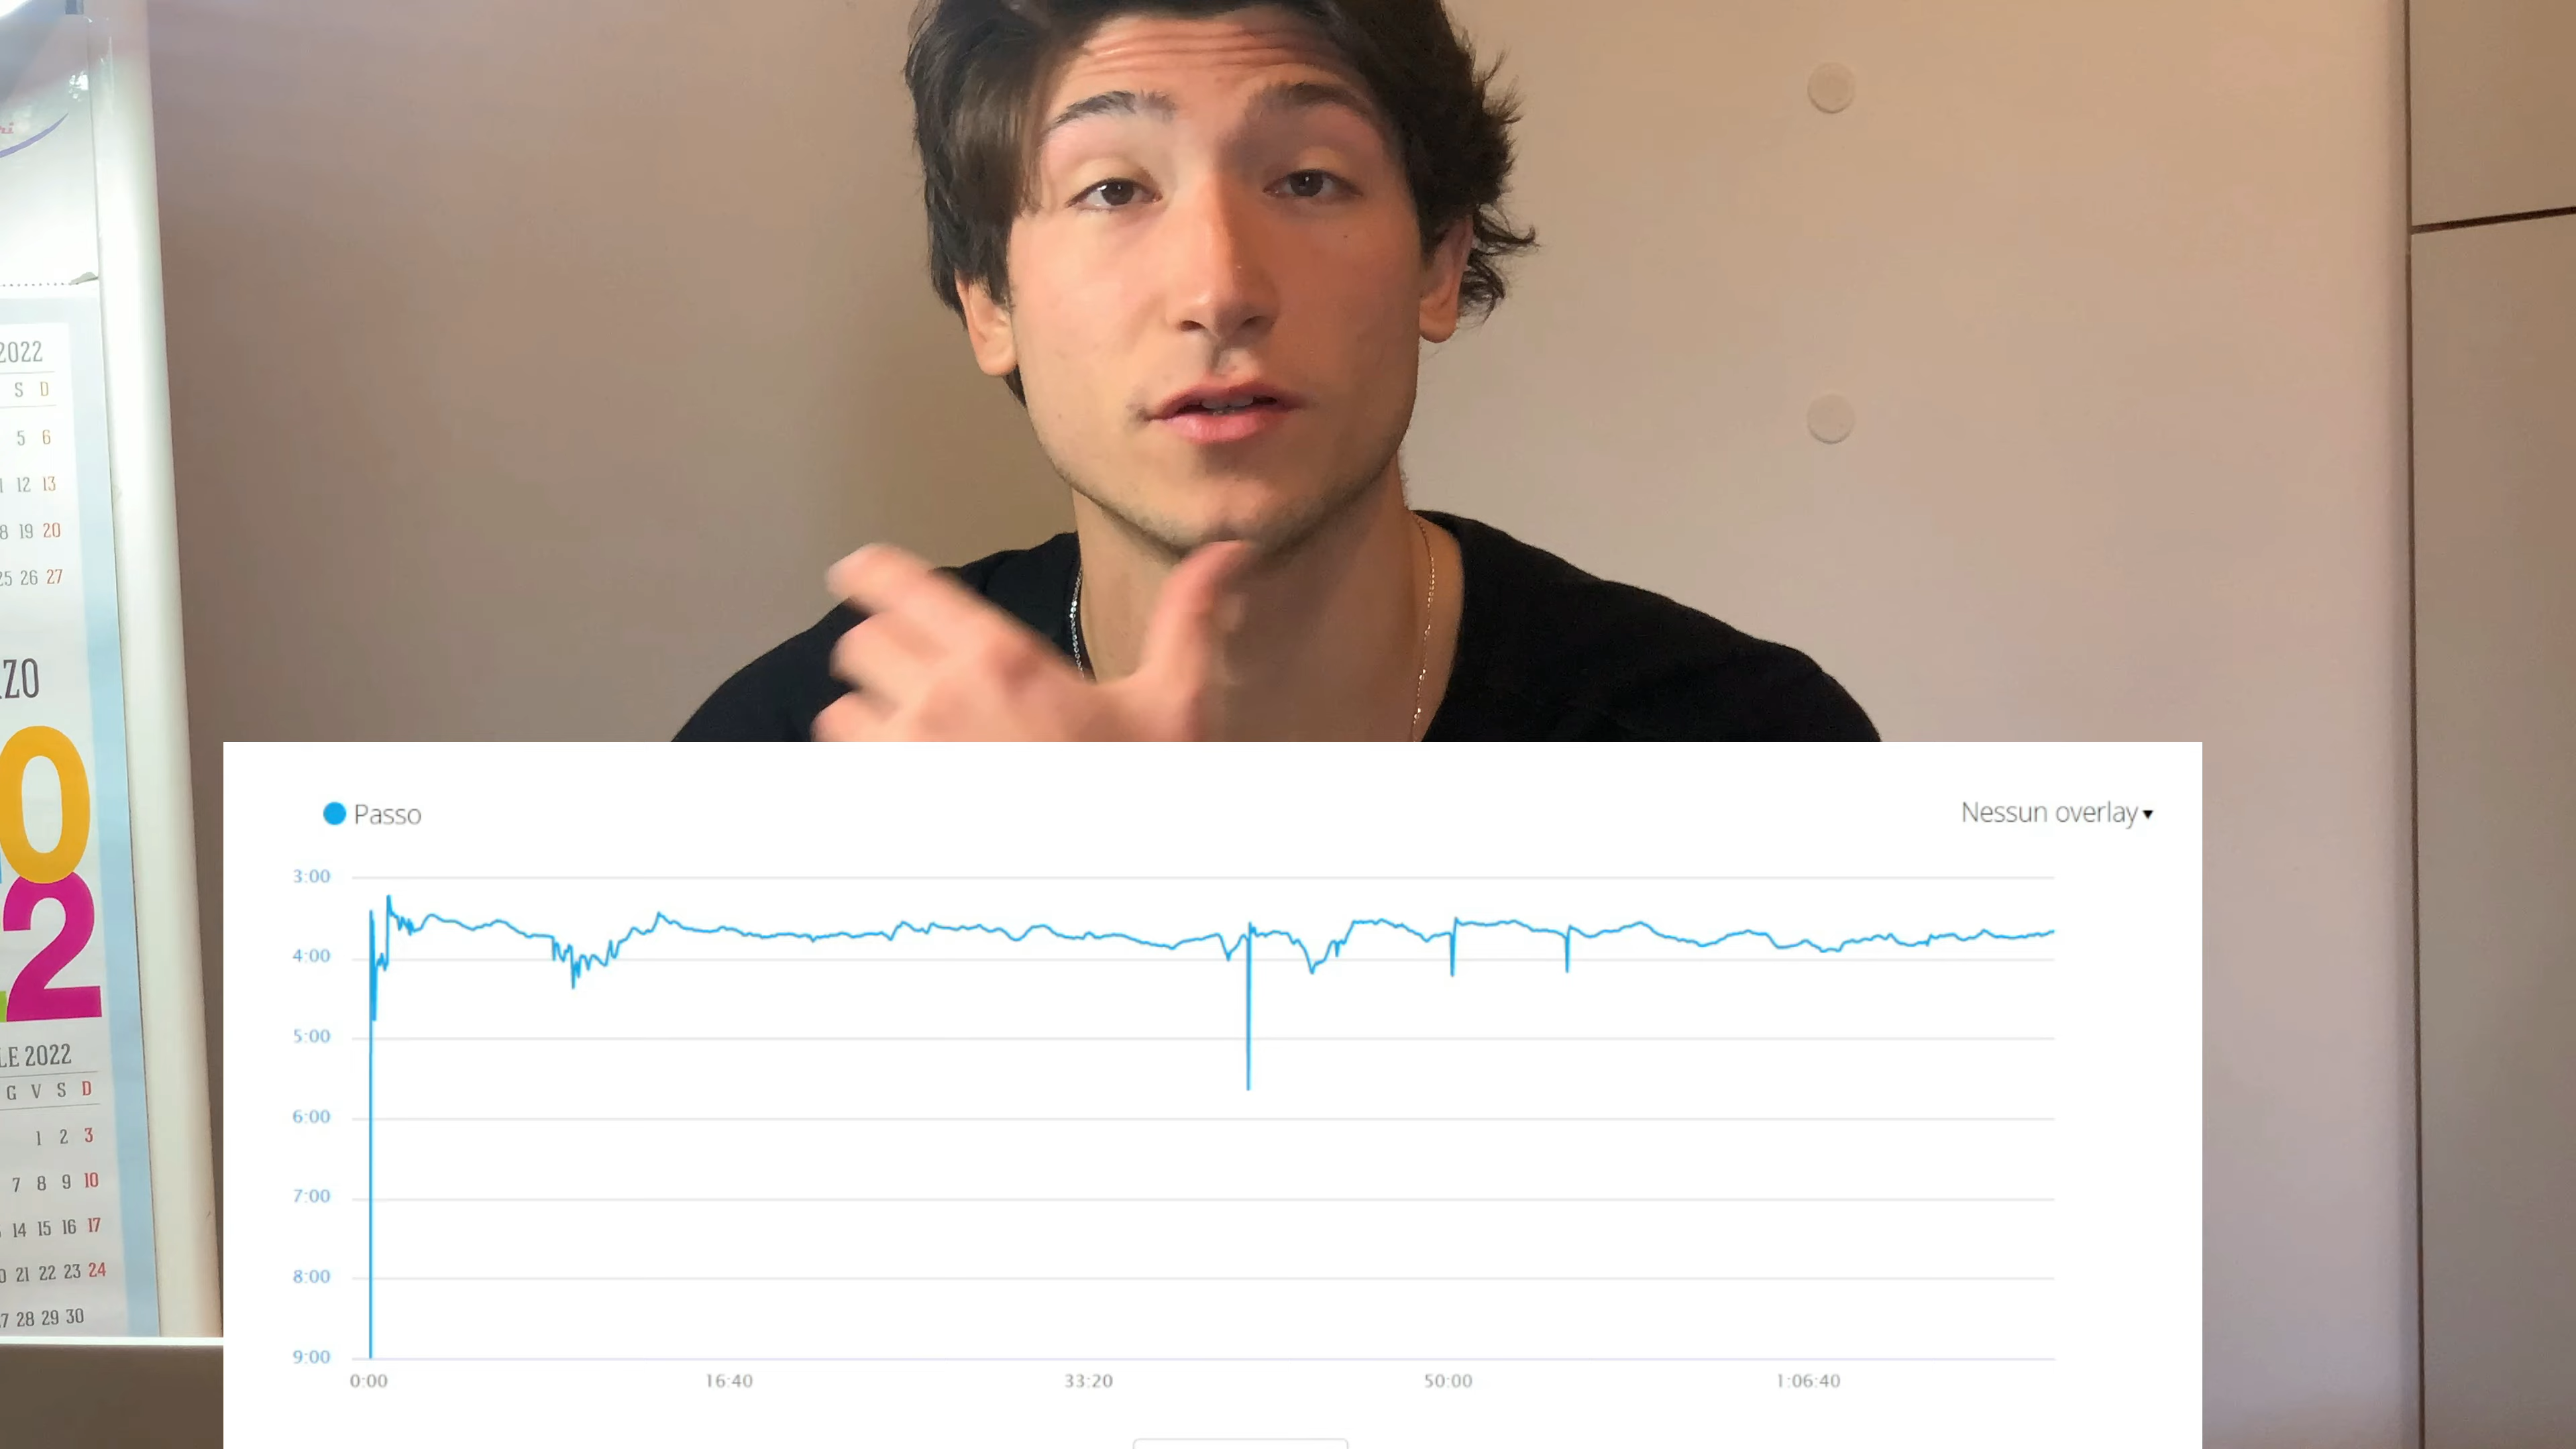 2022
S D
5 6
12 13
19 20
25 26 27
ZO
0
2
LE 2022
G V S D
1 2 3
7 8 9 10
14 15 16 17
21 22 23 24
28 29 30
Passo
Nessun overlay
3:00
4:00
5:00
6:00
7:00
8:00
9:00
0:00 16:40 33:20 50:00 1:06:40